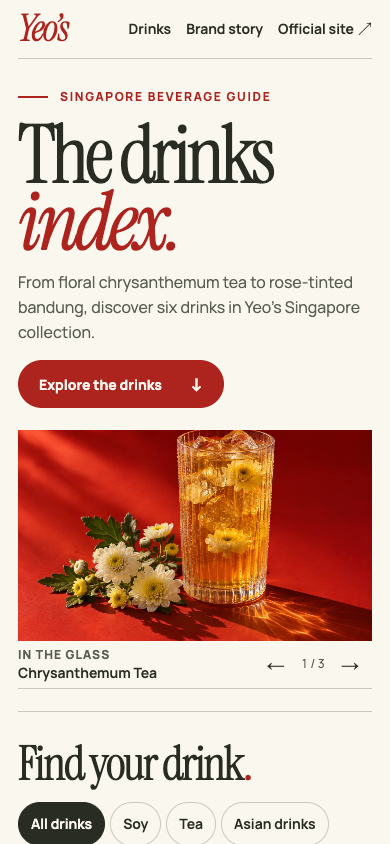 Yeo's
Drinks Brand story Official site ↗
SINGAPORE BEVERAGE GUIDE
The drinks
index.
From floral chrysanthemum tea to rose-tinted
bandung, discover six drinks in Yeo's Singapore
collection.
Explore the drinks ↓
IN THE GLASS
Chrysanthemum Tea
← 1 / 3 →
Find your drink.
All drinks Soy Tea Asian drinks